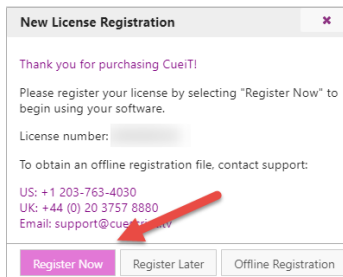 New License Registration
Thank you for purchasing CueiT!
Please register your license by selecting "Register Now" to
begin using your software.
License number:
To obtain an offline registration file, contact support:
US: +1 203-763-4030
UK: +44 (0) 20 3757 8880
Email:
Register Now Register Later Offline Registration